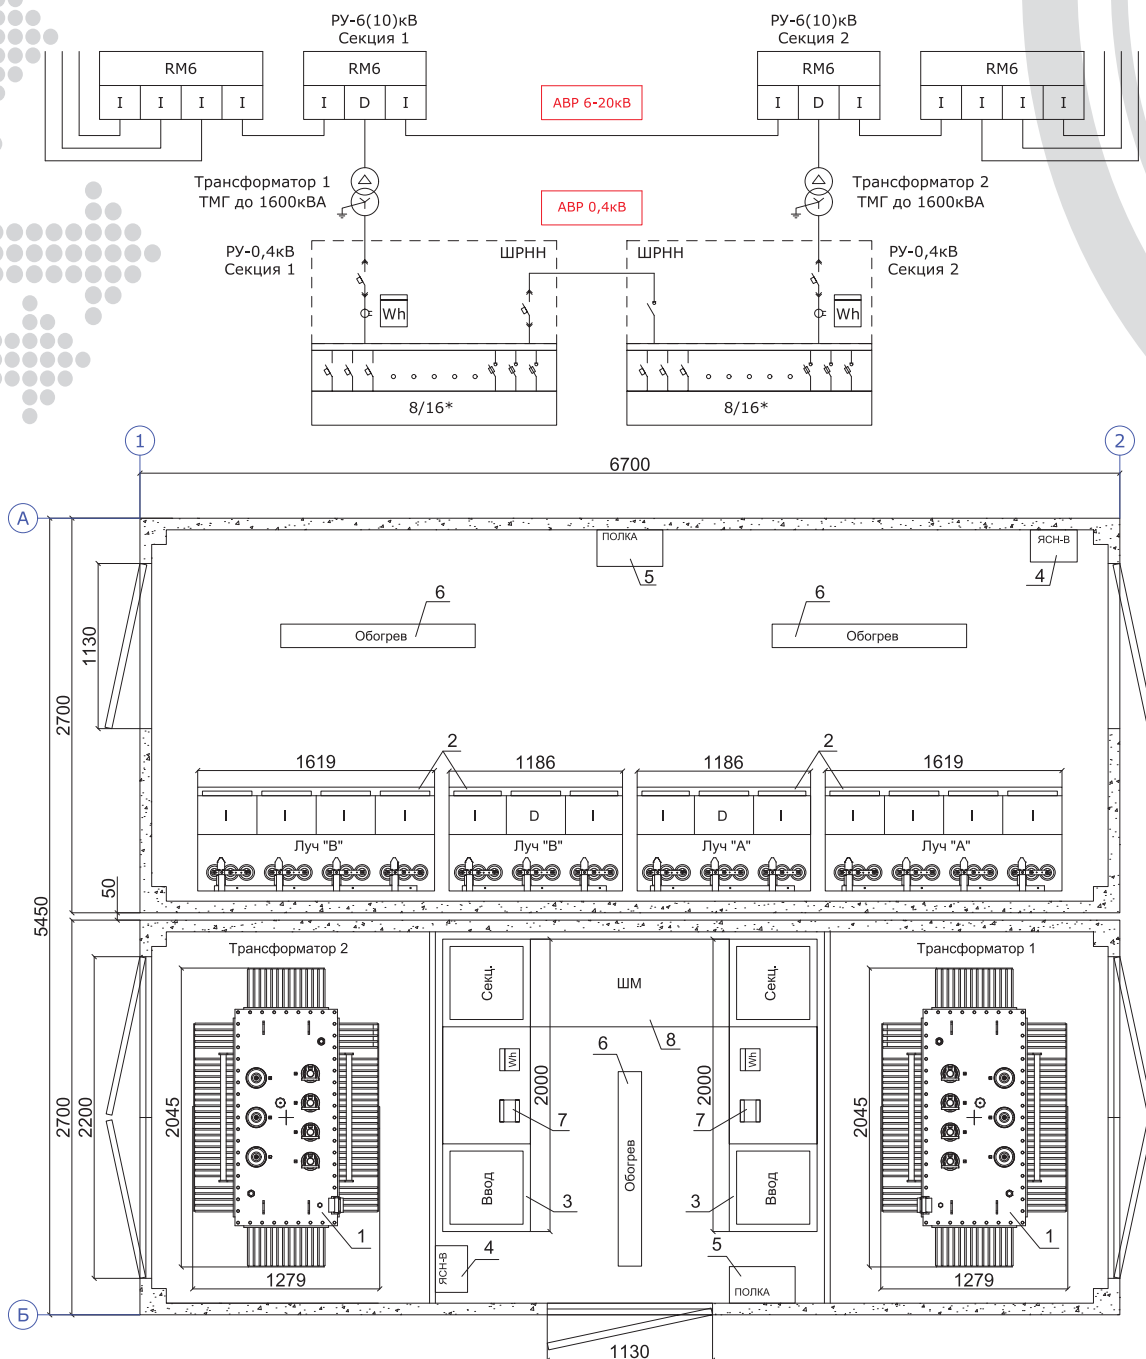 РУ-6(10)кВ
Секция 1
РУ-6(10)кВ
Секция 2
RM6
RM6
RM6
RM6
I I I I
I D I
I D I
I I I I
АВР 6-20кВ
Трансформатор 1
ТМГ до 1600кВА
Трансформатор 2
ТМГ до 1600кВА
АВР 0,4кВ
РУ-0,4кВ
Секция 1
ШРНН
ШРНН
РУ-0,4кВ
Секция 2
Wh
Wh
8/16*
8/16*
1
2
6700
А
ПОЛКА
5
ЯСН-В
4
6
6
Обогрев
Обогрев
1130
2700
2
2
1619
1186
1186
1619
I I I I
I D I
I D I
I I I I
Луч "В"
Луч "В"
Луч "А"
Луч "А"
50
5450
Трансформатор 2
Трансформатор 1
Секц.
ШМ
Секц.
8
6
Wh
Wh
2000
2000
7
7
2700
2200
2045
2045
Обогрев
Ввод
Ввод
3
3
1
1
4
ЯСН-В
5
ПОЛКА
1279
1279
Б
1130